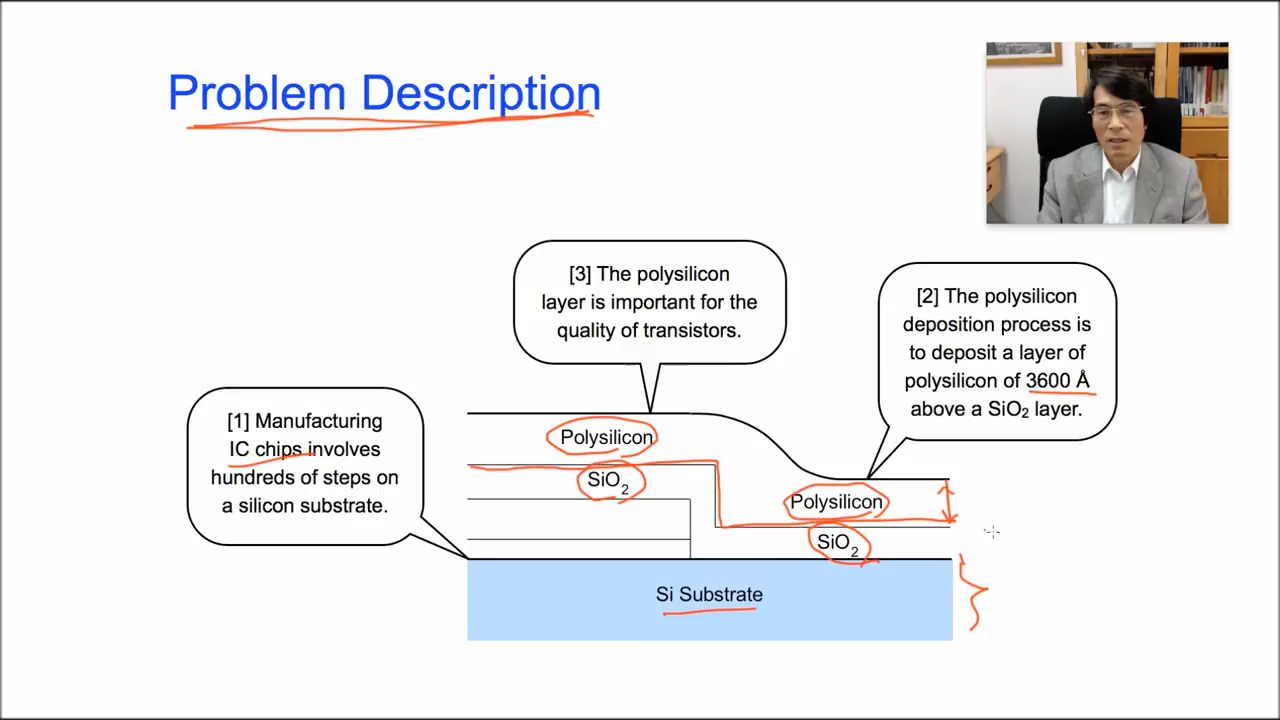 Problem Description
[3] The polysilicon
layer is important for the
quality of transistors.
[2] The polysilicon
deposition process is
to deposit a layer of
polysilicon of 3600 Å
above a SiO₂ layer.
[1] Manufacturing
IC chips involves
hundreds of steps on
a silicon substrate.
Polysilicon
SiO₂
Polysilicon
SiO₂
Si Substrate